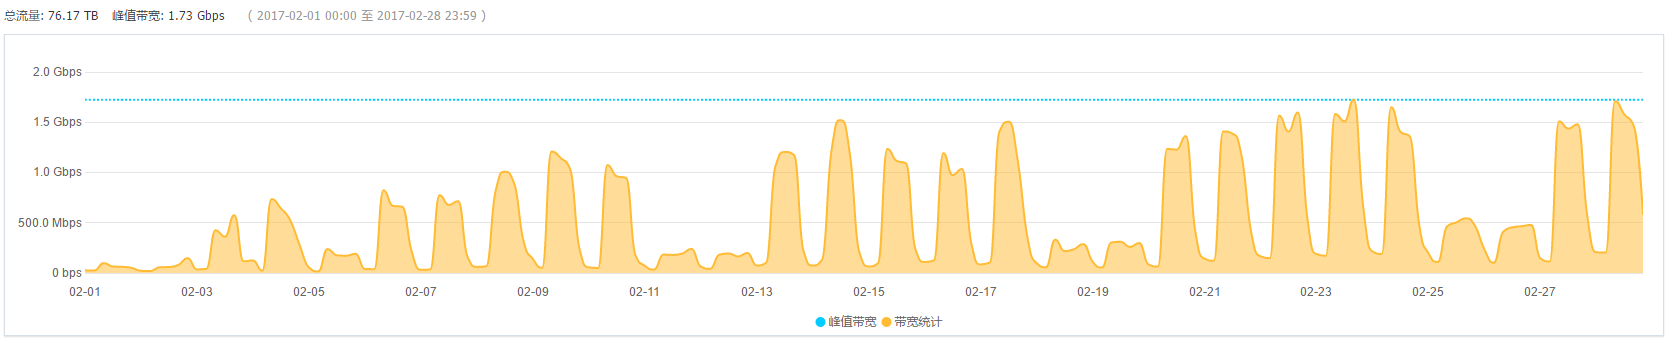 总流量: 76.17 TB 峰值带宽: 1.73 Gbps ( 2017-02-01 00:00 至 2017-02-28 23:59 )
2.0 Gbps
1.5 Gbps
1.0 Gbps
500.0 Mbps
0 bps
02-01 02-03 02-05 02-07 02-09 02-11 02-13 02-15 02-17 02-19 02-21 02-23 02-25 02-27
峰值带宽 带宽统计